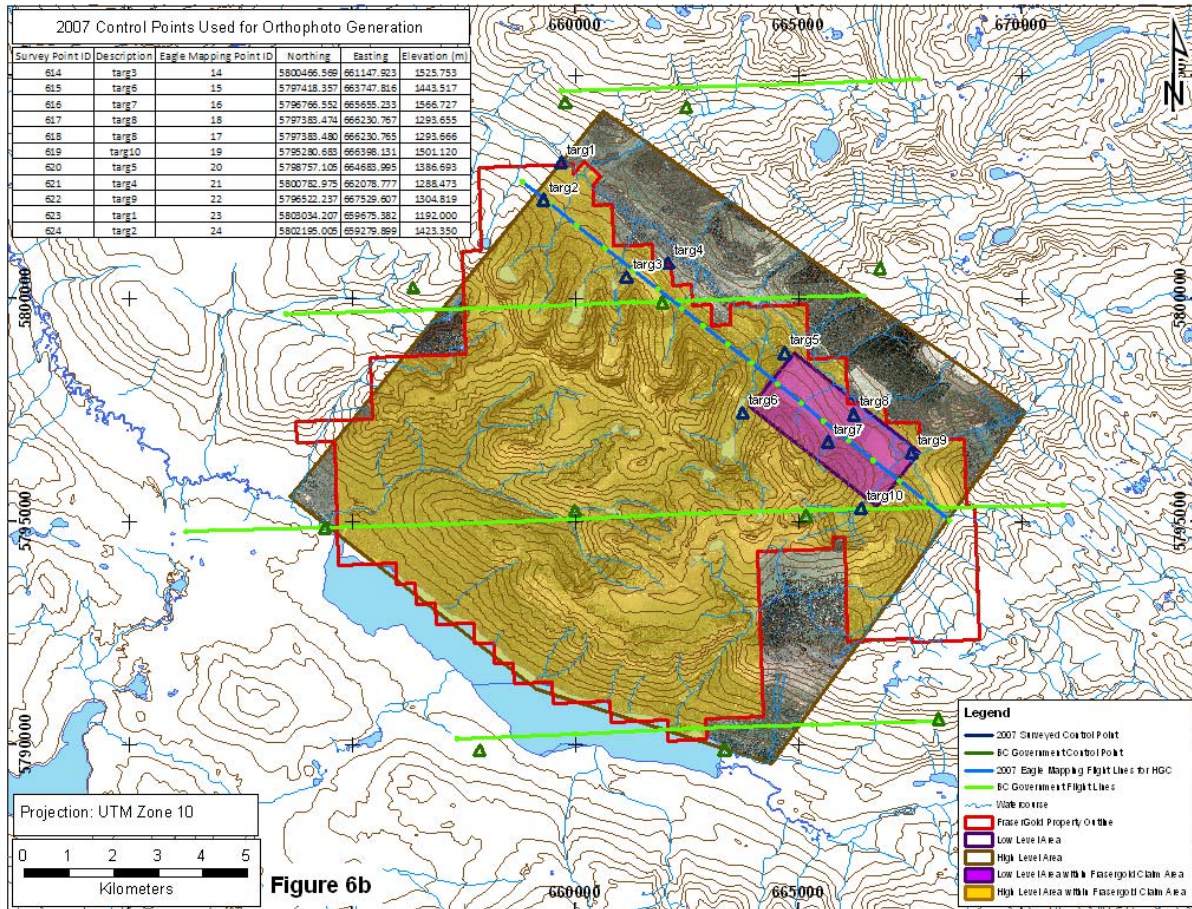 2007 Control Points Used for Orthophoto Generation
Survey Point ID Description Eagle Mapping Point ID Northing Easting Elevation (m)
614 targ3 14 5800466.569 661147.923 1525.753
615 targ6 15 5797418.357 663747.816 1443.517
616 targ7 16 5796766.552 665655.233 1566.727
617 targ8 18 5797383.474 666230.767 1293.655
618 targ8 17 5797383.480 666230.765 1293.666
619 targ10 19 5795280.683 666398.131 1501.120
620 targ5 20 5798757.105 664683.995 1386.693
621 targ4 21 5800782.975 662078.777 1288.473
622 targ9 22 5796522.237 667529.607 1304.819
623 targ1 23 5803034.207 659675.382 1192.000
624 targ2 24 5802195.005 659279.899 1423.350
660000 665000 670000
N
targ1
targ2
targ4
targ3
5800000 5800000
targ5
targ6 targ8
targ7
targ9
targ10
5795000 5795000
5790000
Legend
2007 Surveyed Control Point
BC Government Control Point
2007 Eagle Mapping Flight Lines for HGC
BC Government Flight Lines
Watercourse
FraserGold Property Outline
Low Level Area
High Level Area
Low Level Area within Frasergold Claim Area
High Level Area within Frasergold Claim Area
Projection: UTM Zone 10
0 1 2 3 4 5
Kilometers
Figure 6b
660000 665000